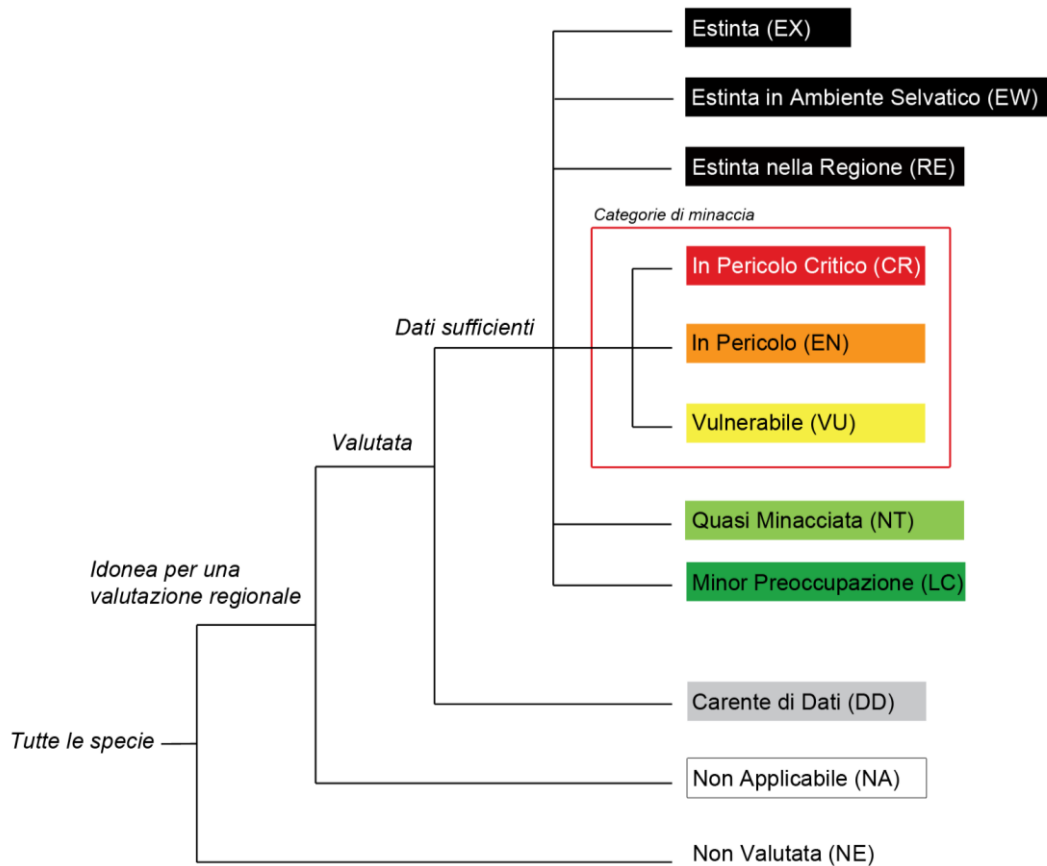 Estinta (EX)
Estinta in Ambiente Selvatico (EW)
Estinta nella Regione (RE)
Categorie di minaccia
In Pericolo Critico (CR)
Dati sufficienti
In Pericolo (EN)
Vulnerabile (VU)
Valutata
Quasi Minacciata (NT)
Idonea per una
valutazione regionale
Minor Preoccupazione (LC)
Carente di Dati (DD)
Tutte le specie
Non Applicabile (NA)
Non Valutata (NE)